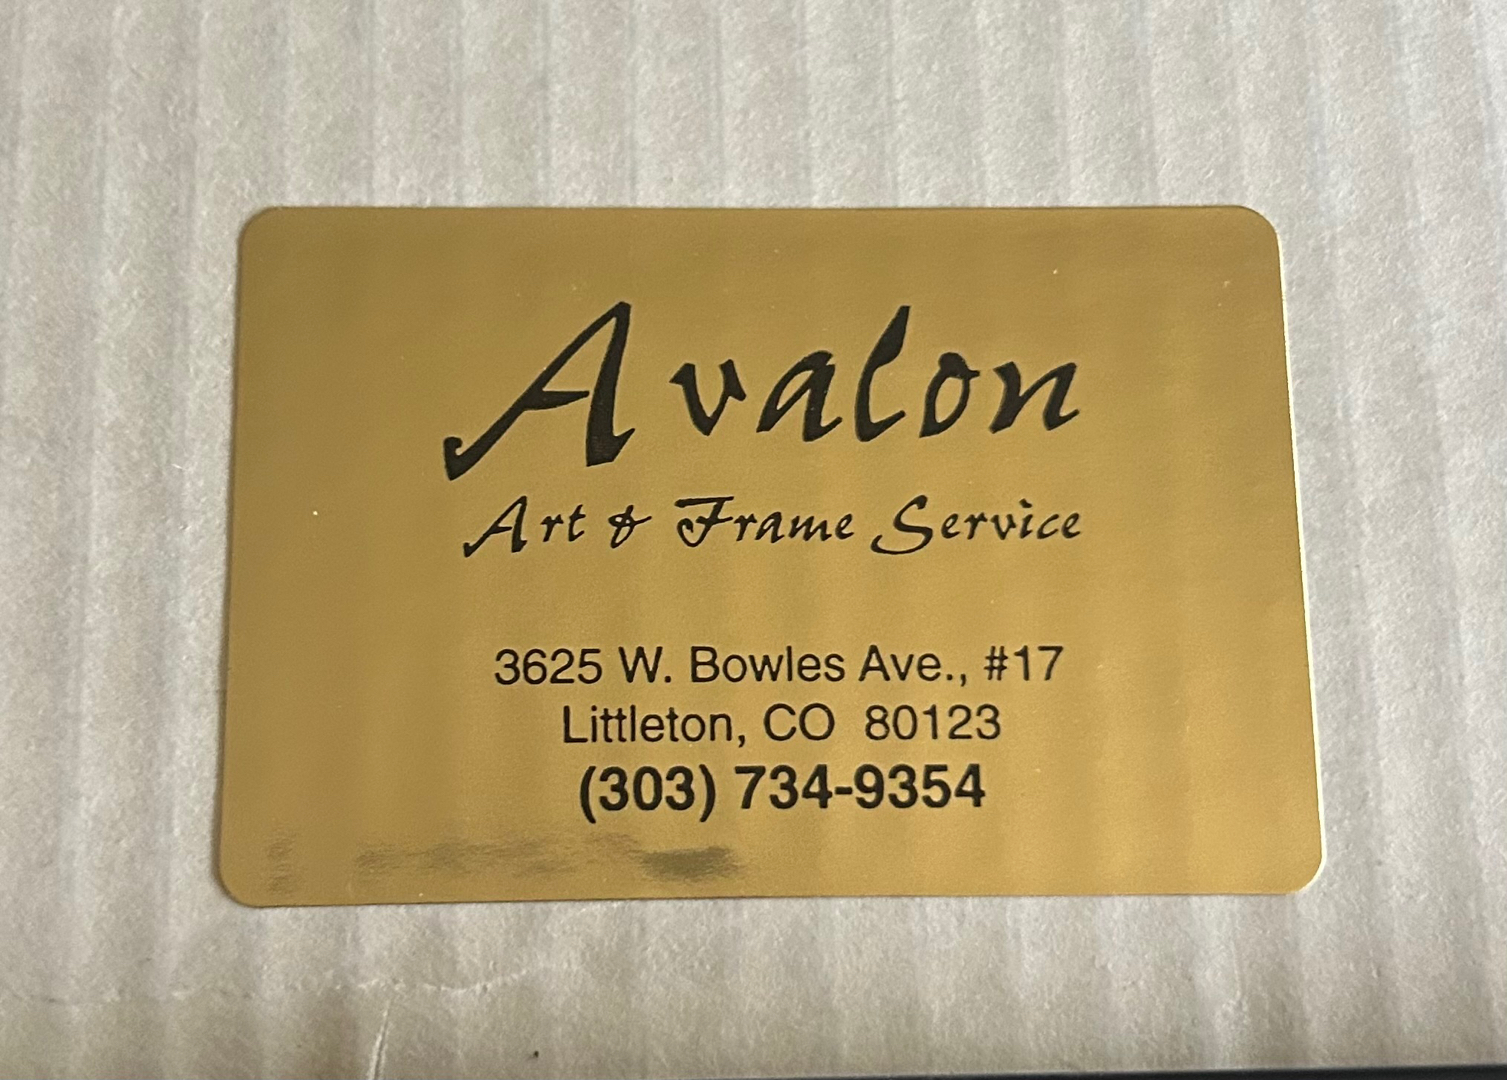 Avalon
Art & Frame Service
3625 W. Bowles Ave., #17
Littleton, CO 80123
(303) 734-9354